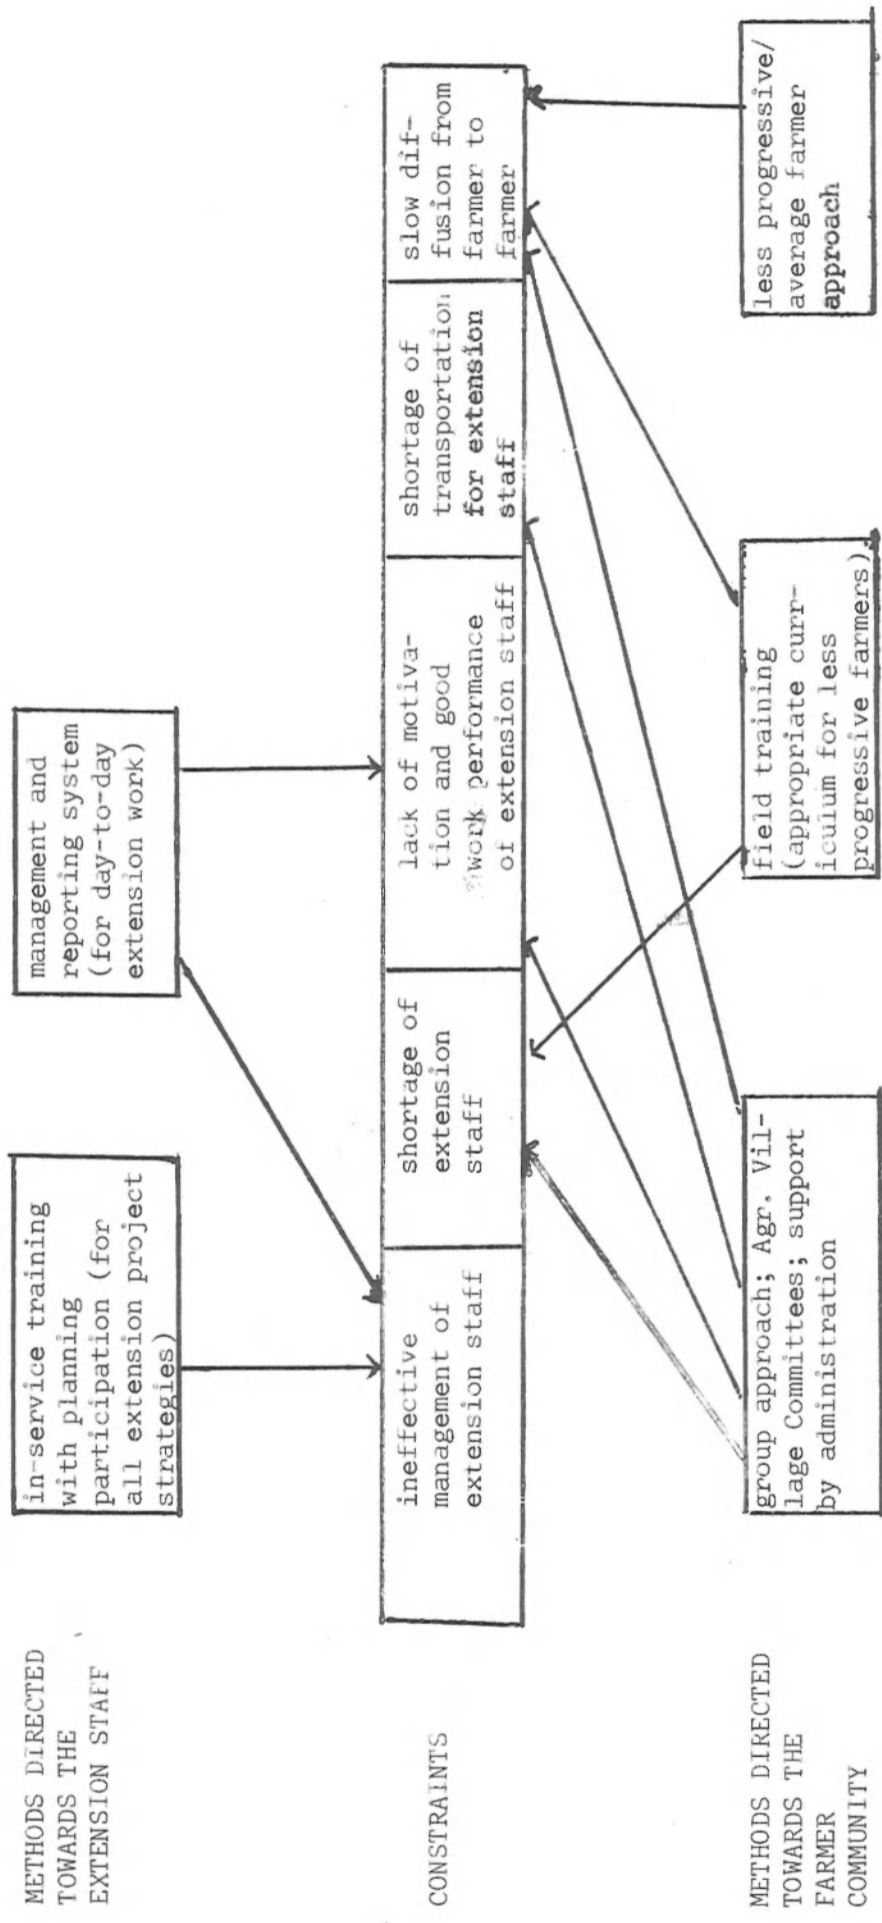 METHODS DIRECTED
TOWARDS THE
EXTENSION STAFF
in-service training
with planning
participation (for
all extension project
strategies)
management and
reporting system
(for day-to-day
extension work)
CONSTRAINTS
ineffective
management of
extension staff
shortage of
extension
staff
lack of motiva-
tion and good
work performance
of extension staff
shortage of
transportation
for extension
staff
slow dif-
fusion from
farmer to
farmer
METHODS DIRECTED
TOWARDS THE
FARMER
COMMUNITY
group approach; Agr. Vil-
lage Committees; support
by administration
field training
(appropriate curr-
iculum for less
progressive farmers)
less progressive/
average farmer
approach